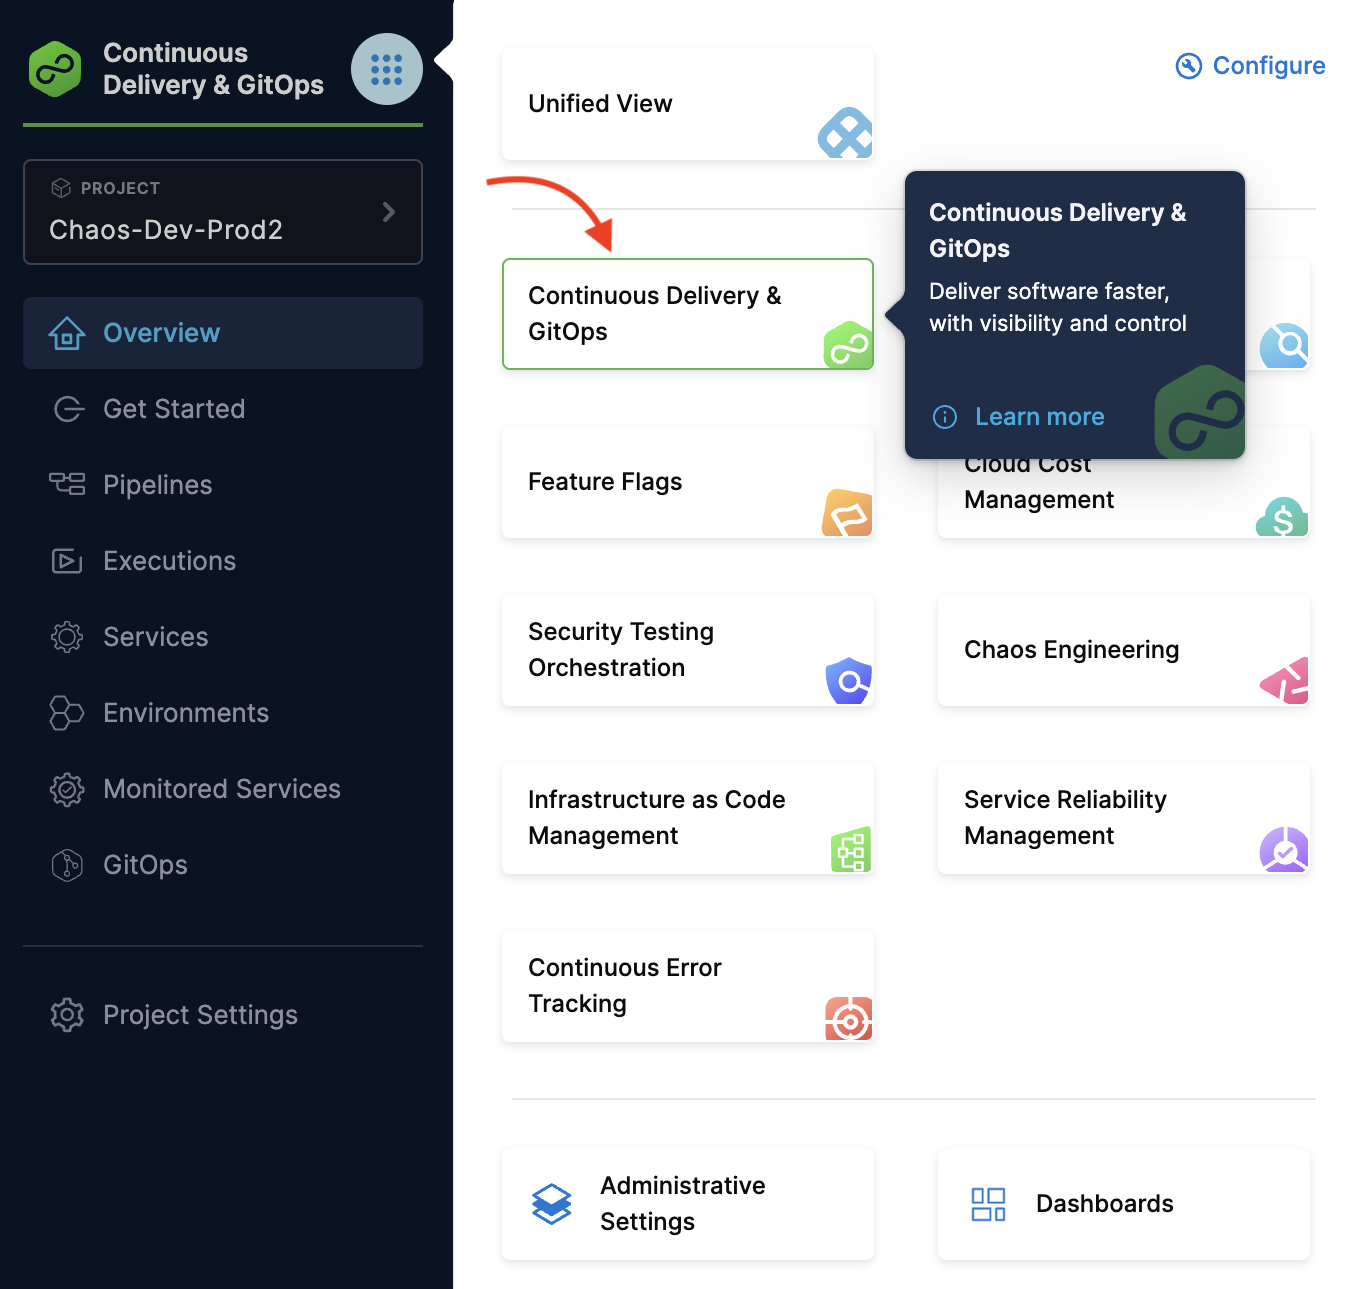 Continuous
Delivery & GitOps
PROJECT
Chaos-Dev-Prod2
Overview
Get Started
Pipelines
Executions
Services
Environments
Monitored Services
GitOps
Project Settings
Configure
Unified View
Continuous Delivery &
GitOps
Continuous Delivery &
GitOps
Deliver software faster,
with visibility and control
Learn more
Feature Flags
Cloud Cost
Management
Security Testing
Orchestration
Chaos Engineering
Infrastructure as Code
Management
Service Reliability
Management
Continuous Error
Tracking
Administrative
Settings
Dashboards